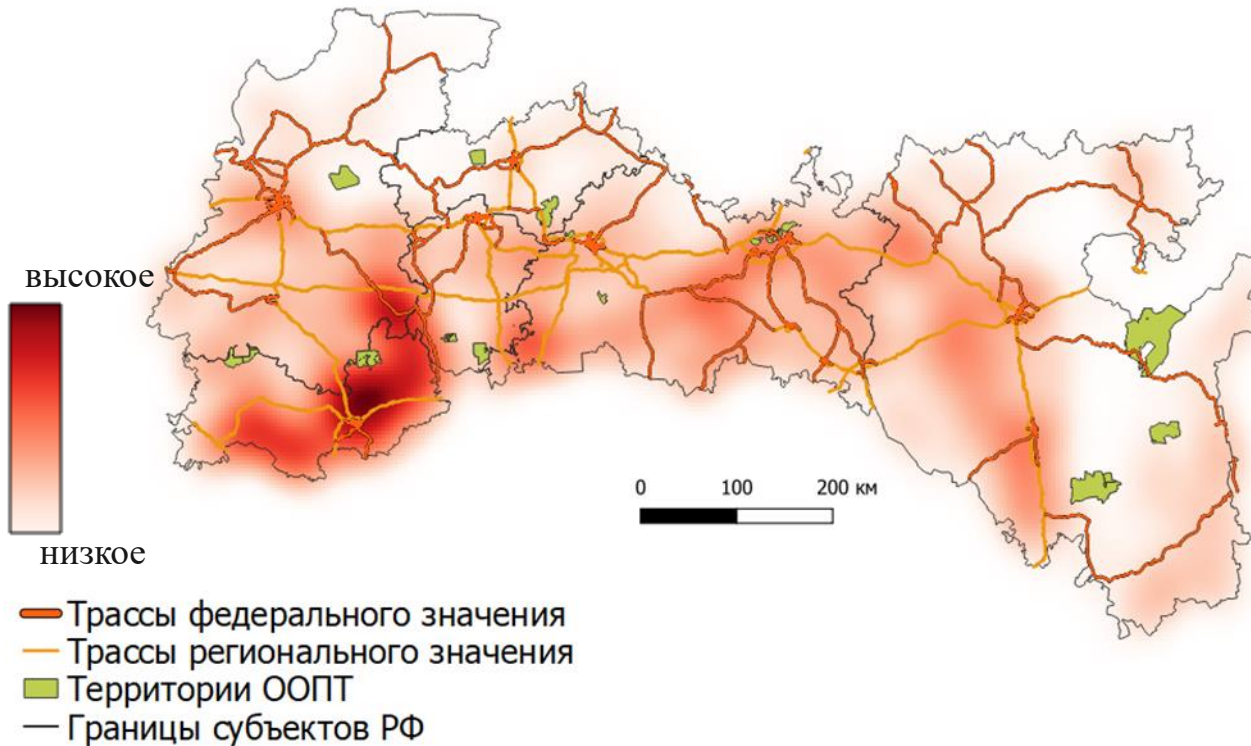 высокое
низкое
0 100 200 км
Трассы федерального значения
Трассы регионального значения
Территории ООПТ
Границы субъектов РФ